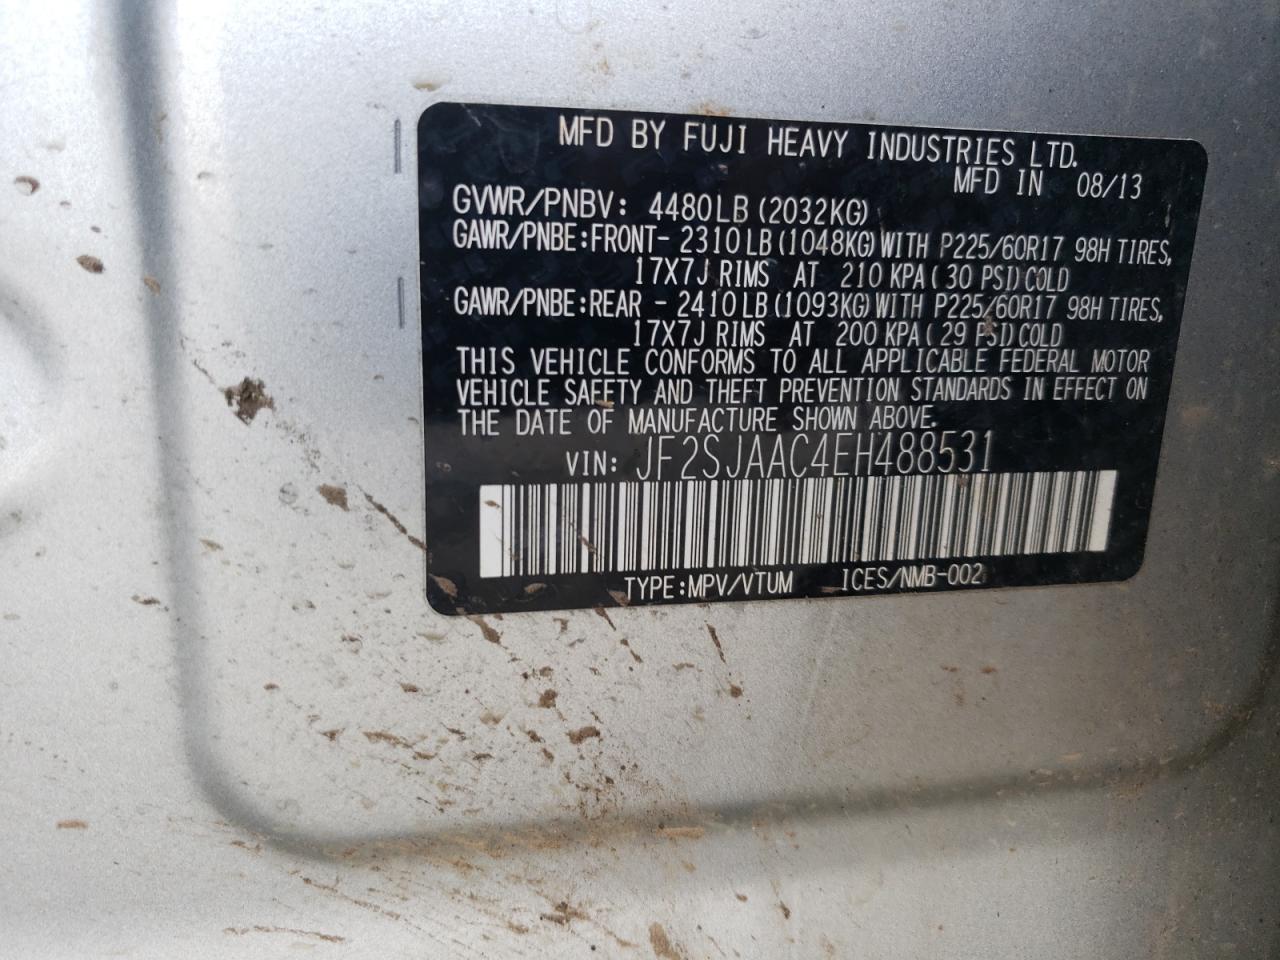 MFD BY FUJI HEAVY INDUSTRIES LTD.
MFD IN 08/13
GVWR/PNBV: 4480LB (2032KG)
GAWR/PNBE:FRONT- 2310LB (1048KG) WITH P225/60R17 98H TIRES,
17X7J RIMS AT 210 KPA (30 PSI) COLD
GAWR/PNBE:REAR - 2410LB (1093KG) WITH P225/60R17 98H TIRES,
17X7J RIMS AT 200 KPA (29 PSI) COLD
THIS VEHICLE CONFORMS TO ALL APPLICABLE FEDERAL MOTOR
VEHICLE SAFETY AND THEFT PREVENTION STANDARDS IN EFFECT ON
THE DATE OF MANUFACTURE SHOWN ABOVE.
VIN: JF2SJAAC4EH488531
TYPE:MPV/VTUM ICES/NMB-002